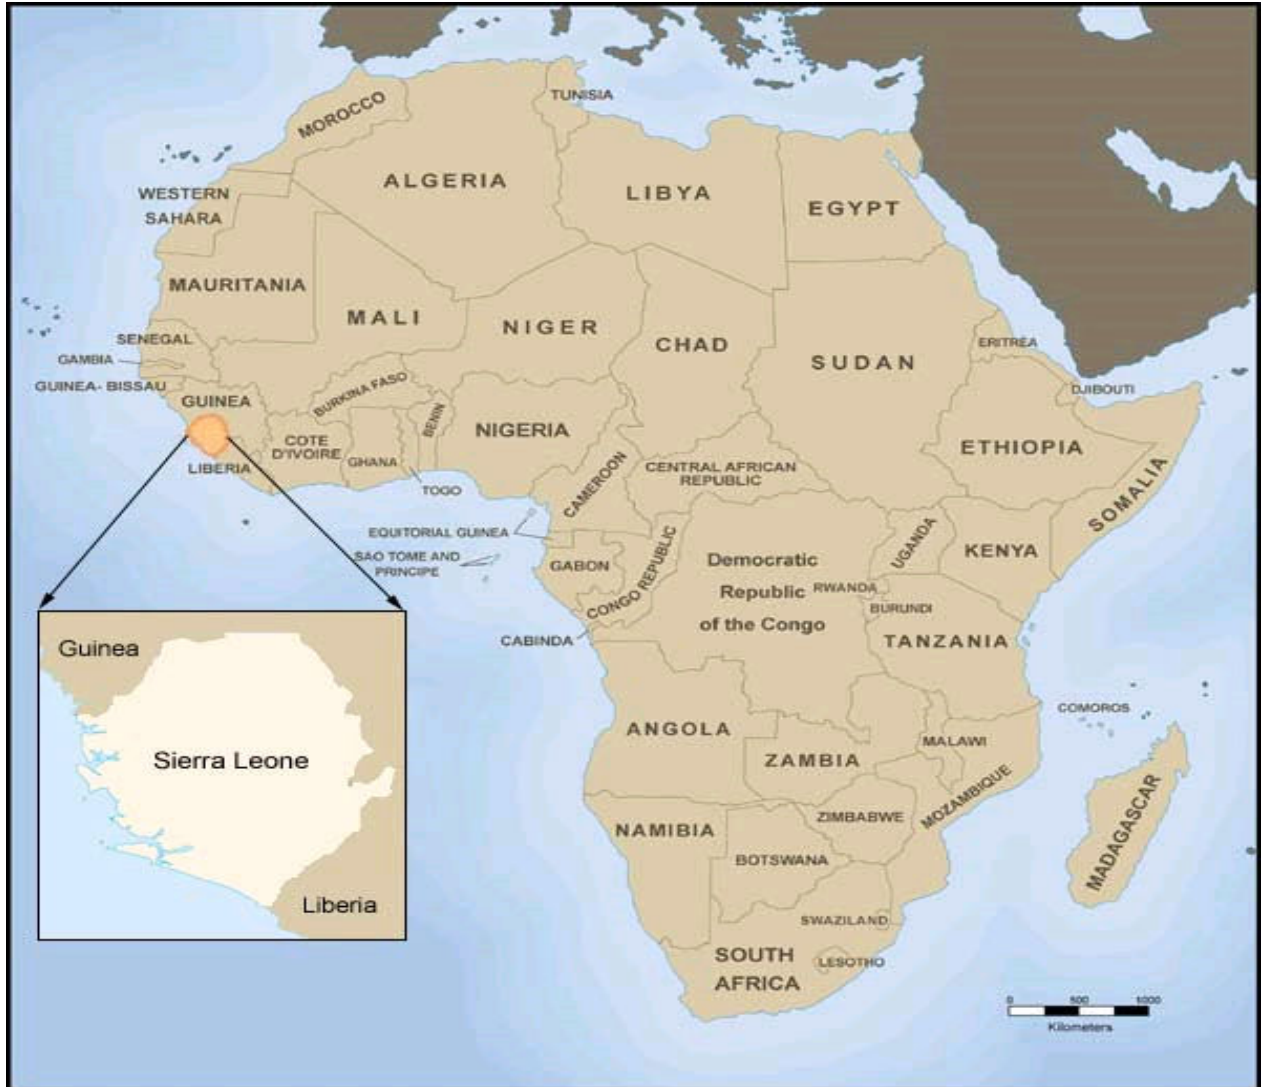 TUNISIA
MOROCCO
ALGERIA
LIBYA
EGYPT
WESTERN
SAHARA
MAURITANIA
MALI
NIGER
CHAD
SUDAN
ERITREA
SENEGAL
GAMBIA
GUINEA- BISSAU
DJIBOUTI
GUINEA
BURKINA FASO
BENIN
NIGERIA
COTE
D'IVOIRE
GHANA
LIBERIA
TOGO
CAMEROON
CENTRAL AFRICAN
REPUBLIC
ETHIOPIA
SOMALIA
EQUITORIAL GUINEA
SAO TOME AND
PRINCIPE
GABON
CONGO REPUBLIC
Democratic
Republic
of the Congo
UGANDA
KENYA
RWANDA
BURUNDI
CABINDA
TANZANIA
COMOROS
ANGOLA
ZAMBIA
MALAWI
MOZAMBIQUE
ZIMBABWE
NAMIBIA
BOTSWANA
MADAGASCAR
SWAZILAND
SOUTH
AFRICA
LESOTHO
Guinea
Sierra Leone
Liberia
0 500 1000
Kilometers